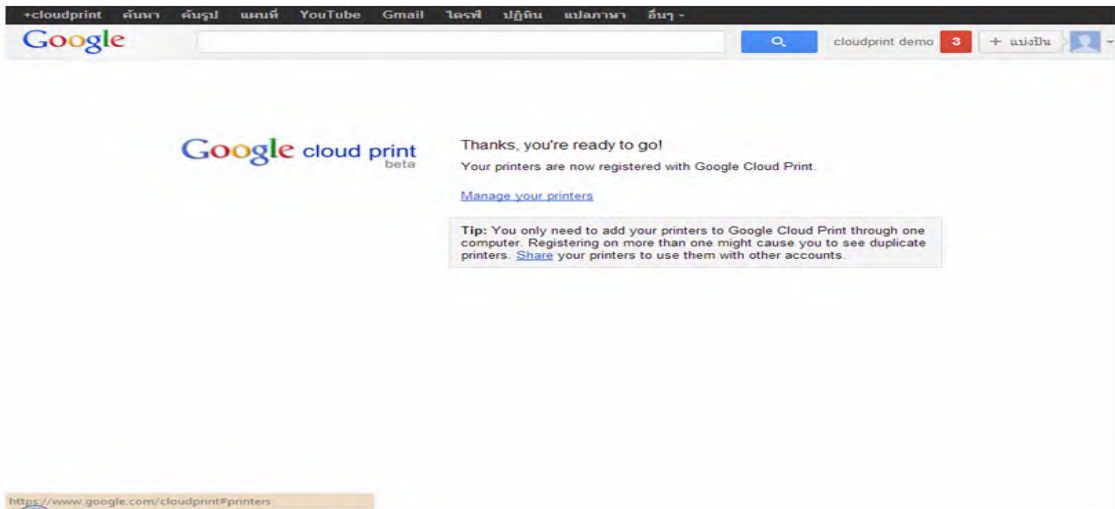 +cloudprint ค้นหา ค้นรูป แผนที่ YouTube Gmail ไดรฟ์ ปฏิทิน แปลภาษา อื่นๆ
Google cloudprint demo 3 + แบ่งปัน
Google cloud print
beta
Thanks, you're ready to go!
Your printers are now registered with Google Cloud Print.
Manage your printers
Tip: You only need to add your printers to Google Cloud Print through one
computer. Registering on more than one might cause you to see duplicate
printers. Share your printers to use them with other accounts.
https://www.google.com/cloudprint#printers